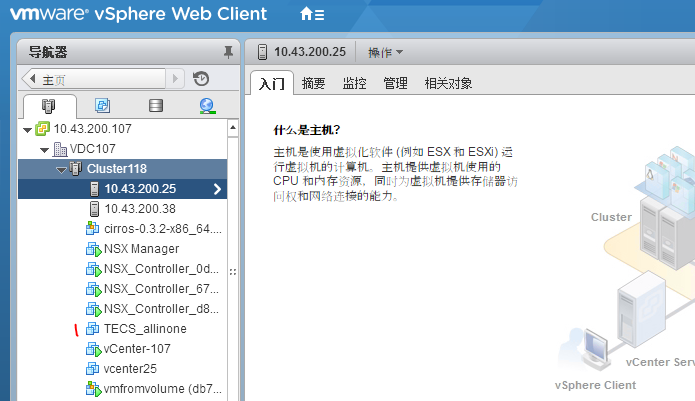 vmware® vSphere Web Client
导航器
主页
10.43.200.107
VDC107
Cluster118
10.43.200.25
10.43.200.38
cirros-0.3.2-x86_64....
NSX Manager
NSX_Controller_0d...
NSX_Controller_67...
NSX_Controller_d8...
TECS_allinone
vCenter-107
vcenter25
vmfromvolume (db7...
10.43.200.25 操作
入门 摘要 监控 管理 相关对象
什么是主机?
主机是使用虚拟化软件 (例如 ESX 和 ESXi) 运
行虚拟机的计算机。主机提供虚拟机使用的
CPU 和内存资源，同时为虚拟机提供存储器访
问权和网络连接的能力。
Cluster
vCenter Serv
vSphere Client